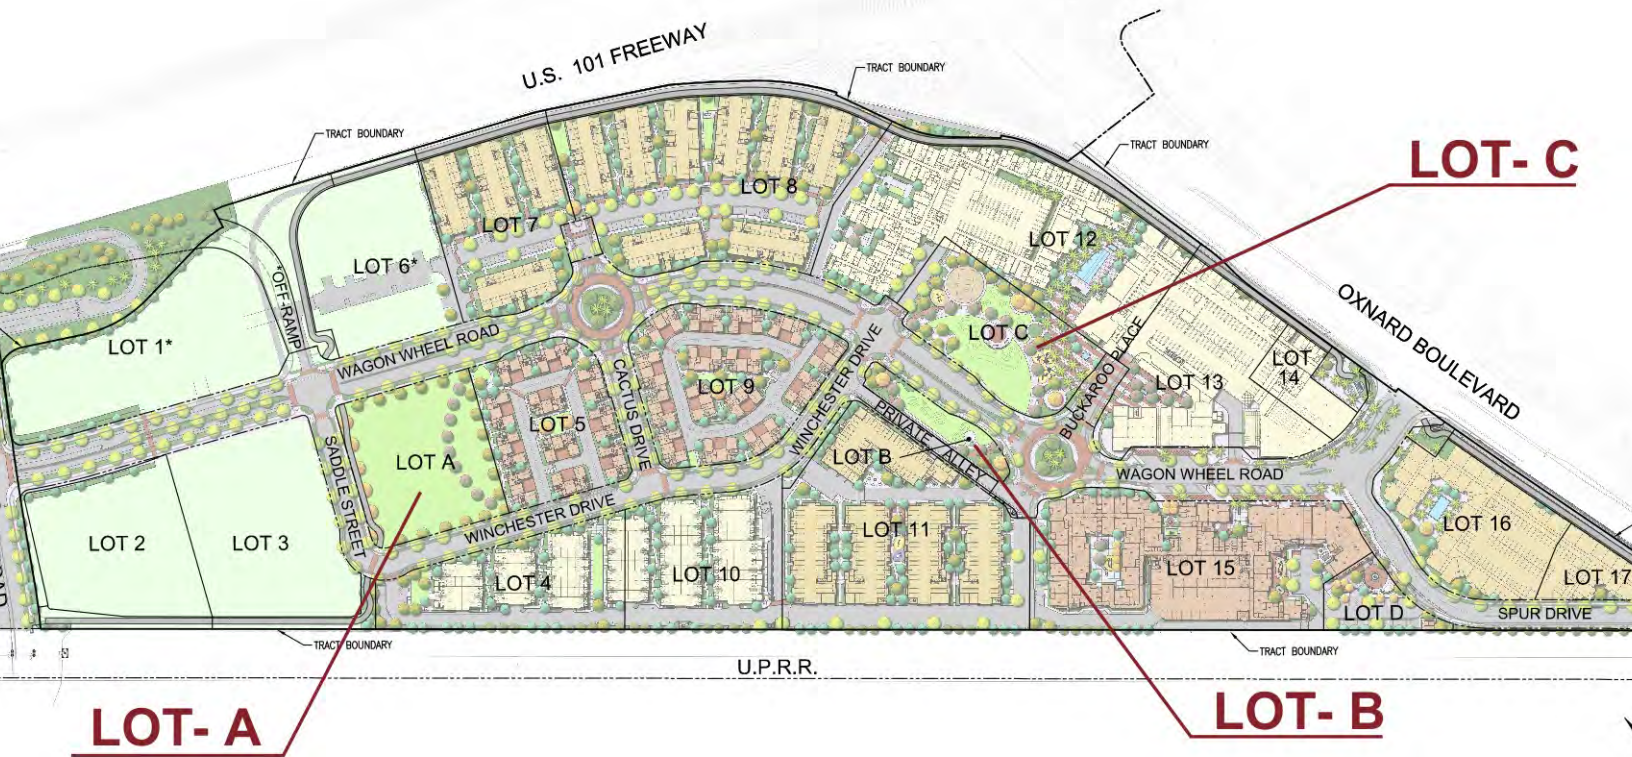 U.S. 101 FREEWAY
TRACT BOUNDARY
TRACT BOUNDARY
TRACT BOUNDARY
LOT- C
LOT 8
LOT 7
LOT 12
LOT 6*
*OFF-RAMP
OXNARD BOULEVARD
LOT 1*
WAGON WHEEL ROAD
LOT C
BUCKAROO PLACE
LOT
14
LOT 13
CACTUS DRIVE
LOT 9
WINCHESTER DRIVE
LOT 5
PRIVATE ALLEY
LOT A
LOT B
WAGON WHEEL ROAD
SADDLE STREET
WINCHESTER DRIVE
LOT 2
LOT 3
LOT 11
LOT 16
LOT 4
LOT 10
LOT 15
LOT 17
LOT D
SPUR DRIVE
TRACT BOUNDARY
TRACT BOUNDARY
U.P.R.R.
LOT- A
LOT- B